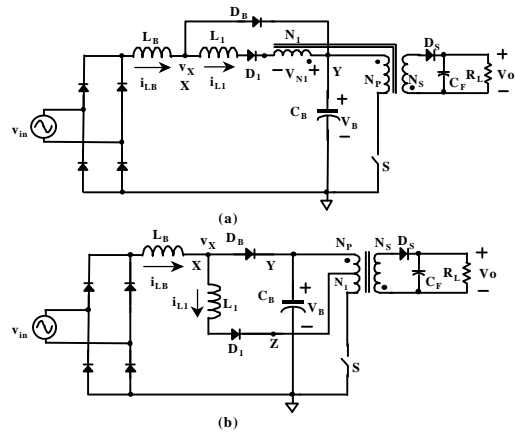 D_B
L_B L_1 N_1
v_X D_1 Y D_S
X − V_N1 +
i_LB i_L1 N_P N_S C_F R_L + Vo −
v_in C_B + V_B −
S
(a)
L_B v_X D_B N_P N_S D_S
X Y
i_LB C_B + V_B − N_1 C_F R_L + Vo −
i_L1 L_1
v_in D_1 Z
S
(b)